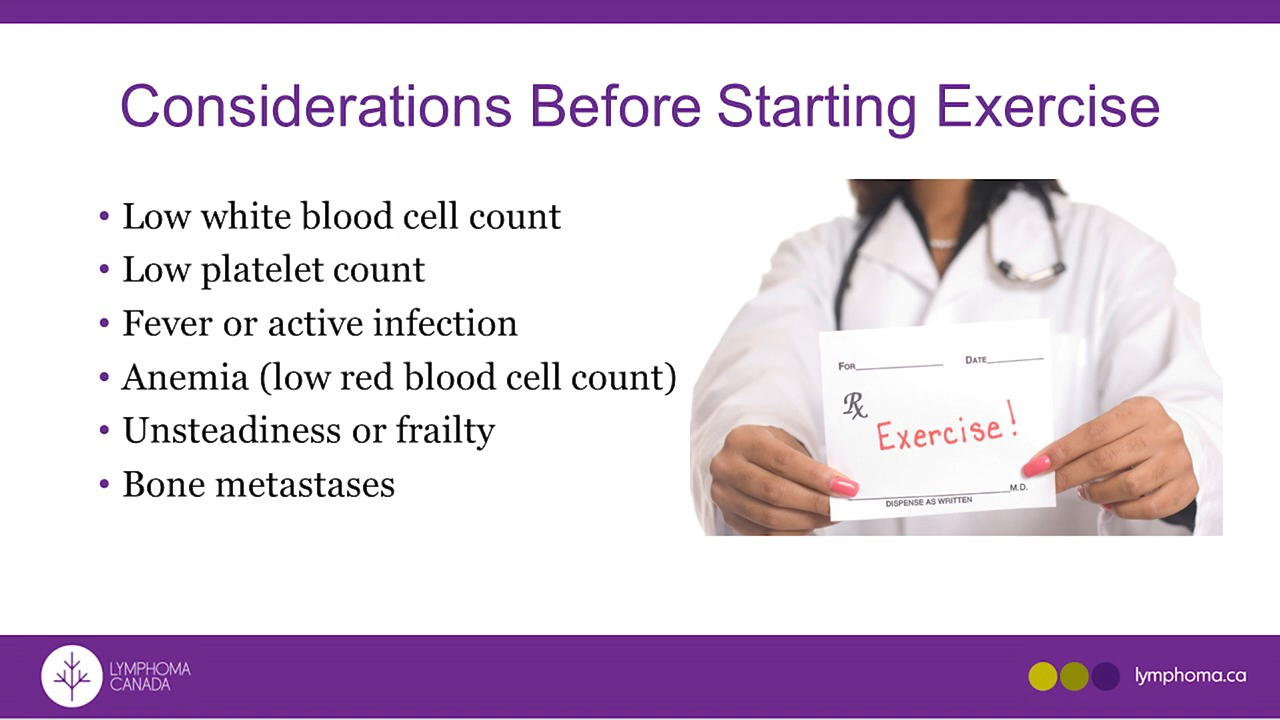 Considerations Before Starting Exercise
• Low white blood cell count
• Low platelet count
• Fever or active infection
• Anemia (low red blood cell count)
• Unsteadiness or frailty
• Bone metastases
FOR DATE
Rx
Exercise!
M.D.
DISPENSE AS WRITTEN
LYMPHOMA
CANADA
lymphoma.ca